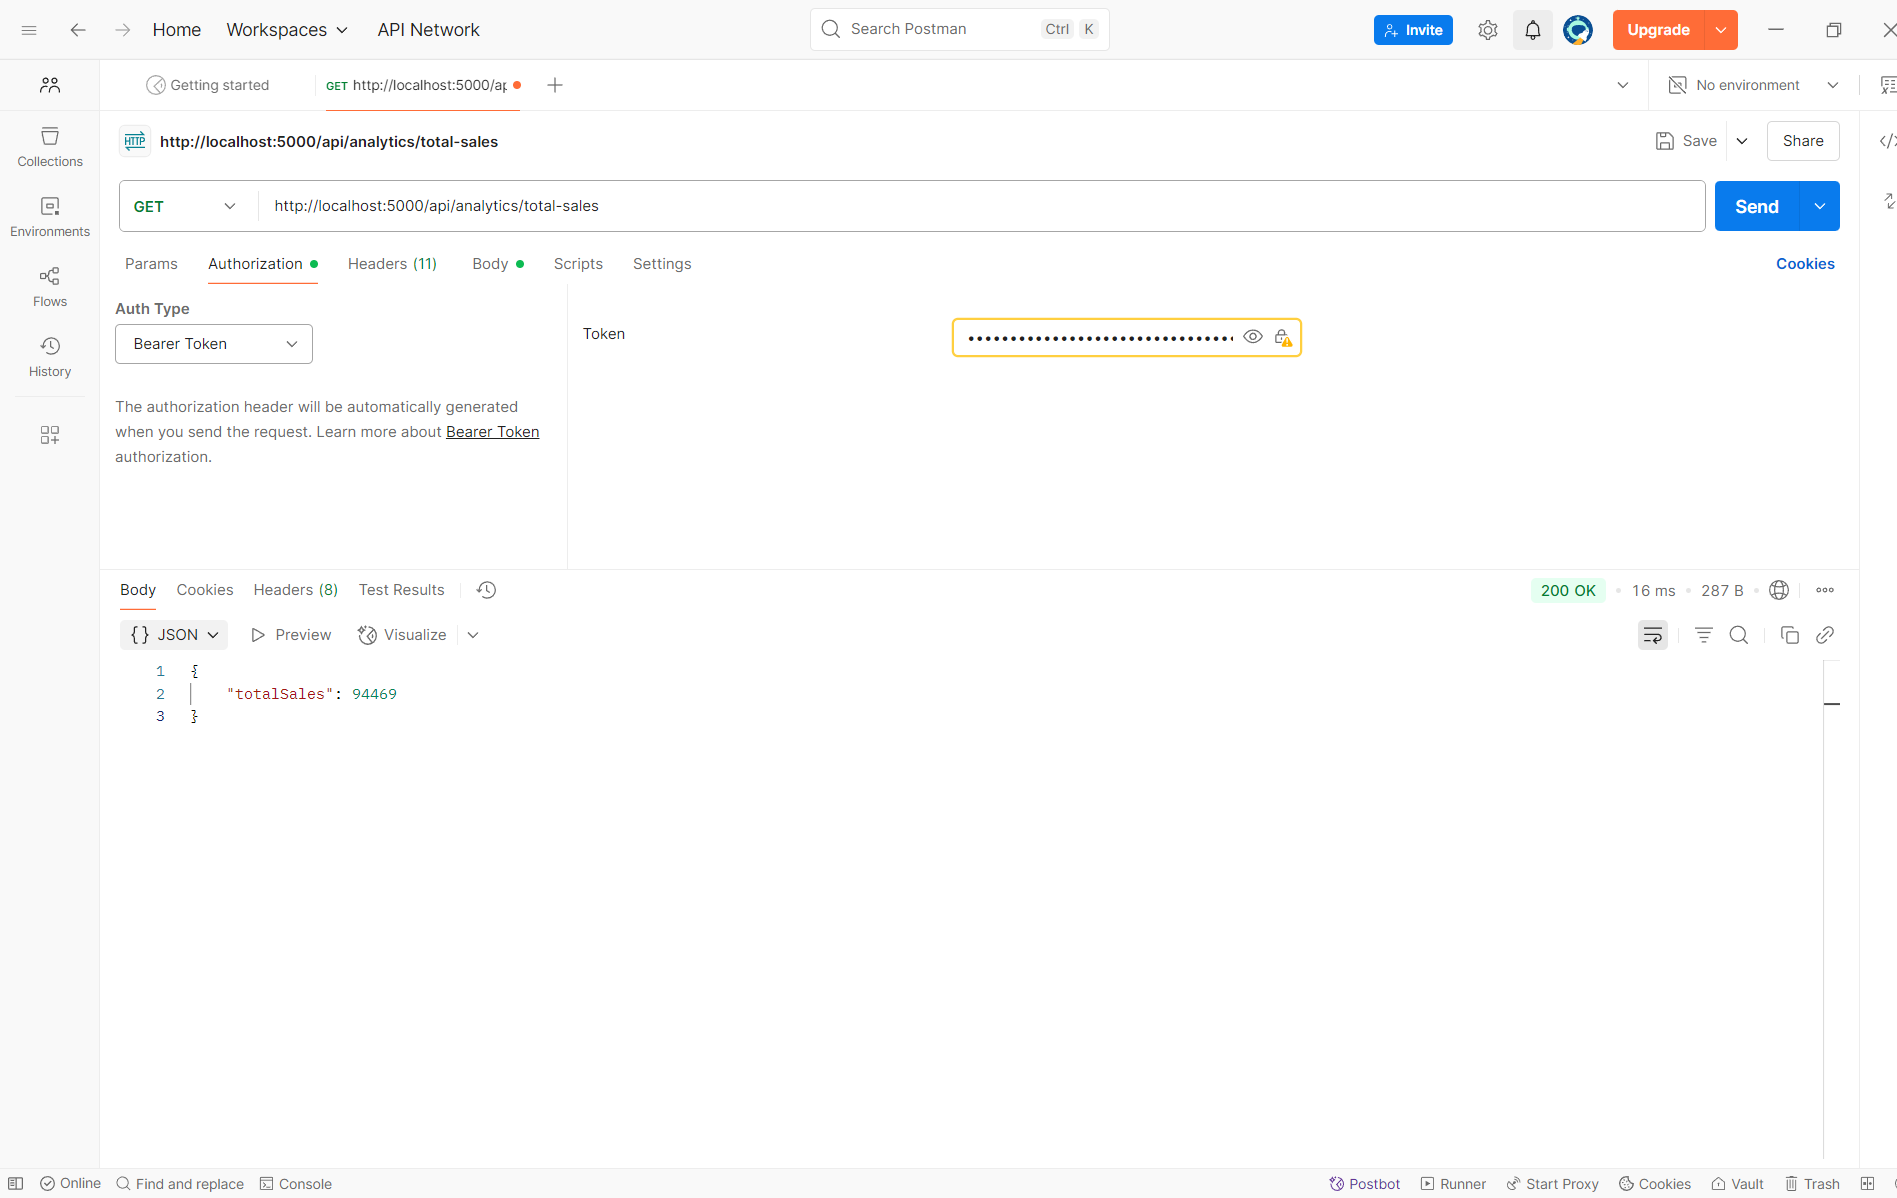 Home Workspaces API Network Search Postman Ctrl K Invite Upgrade
Getting started GET http://localhost:5000/ap No environment
HTTP http://localhost:5000/api/analytics/total-sales Save Share
GET http://localhost:5000/api/analytics/total-sales Send
Params Authorization Headers (11) Body Scripts Settings Cookies
Collections
Environments
Flows
History
Auth Type
Bearer Token
Token
The authorization header will be automatically generated
when you send the request. Learn more about Bearer Token
authorization.
Body Cookies Headers (8) Test Results 200 OK 16 ms 287 B
{} JSON Preview Visualize
1 {
2 "totalSales": 94469
3 }
Online Find and replace Console Postbot Runner Start Proxy Cookies Vault Trash